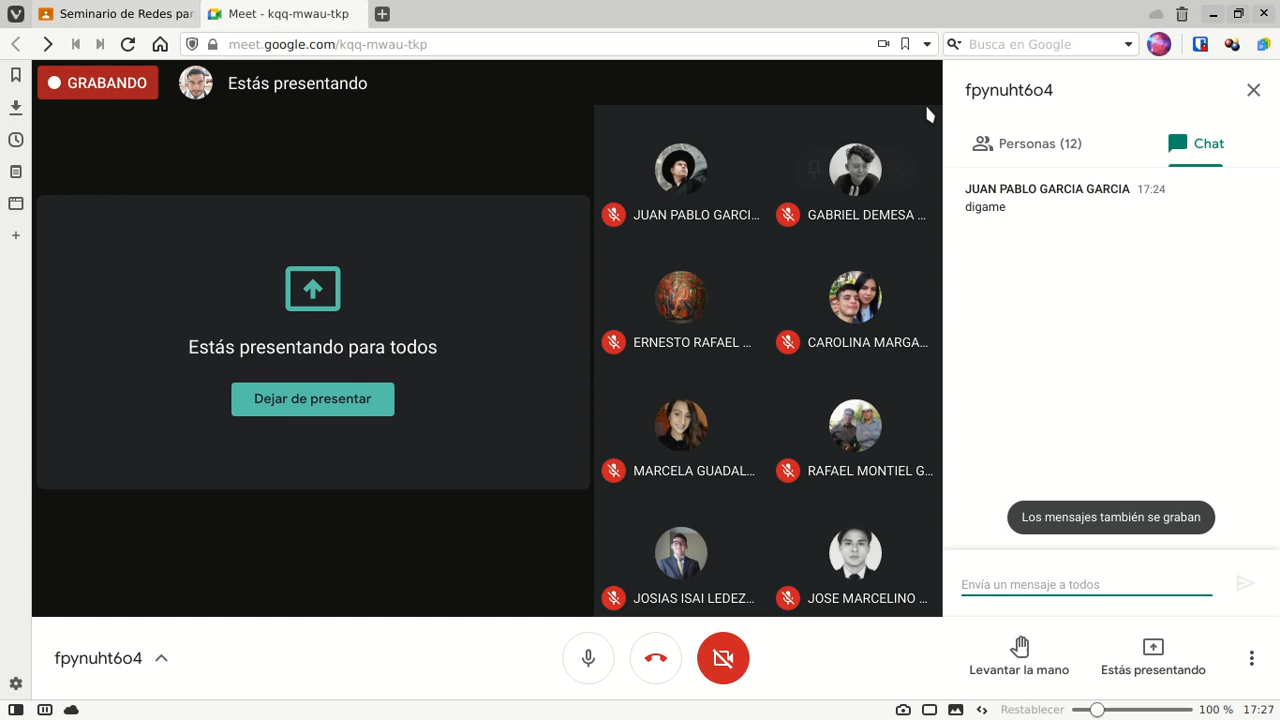 Seminario de Redes par
Meet - kqq-mwau-tkp
meet.google.com/kqq-mwau-tkp
Busca en Google
GRABANDO
Estás presentando
fpynuht6o4
Personas (12)
Chat
JUAN PABLO GARCIA GARCIA 17:24
digame
JUAN PABLO GARCI...
GABRIEL DEMESA ...
ERNESTO RAFAEL ...
CAROLINA MARGA...
Estás presentando para todos
Dejar de presentar
MARCELA GUADAL...
RAFAEL MONTIEL G...
JOSIAS ISAI LEDEZ...
JOSE MARCELINO ...
Los mensajes también se graban
Envía un mensaje a todos
fpynuht6o4
Levantar la mano
Estás presentando
Restablecer
100 %
17:27